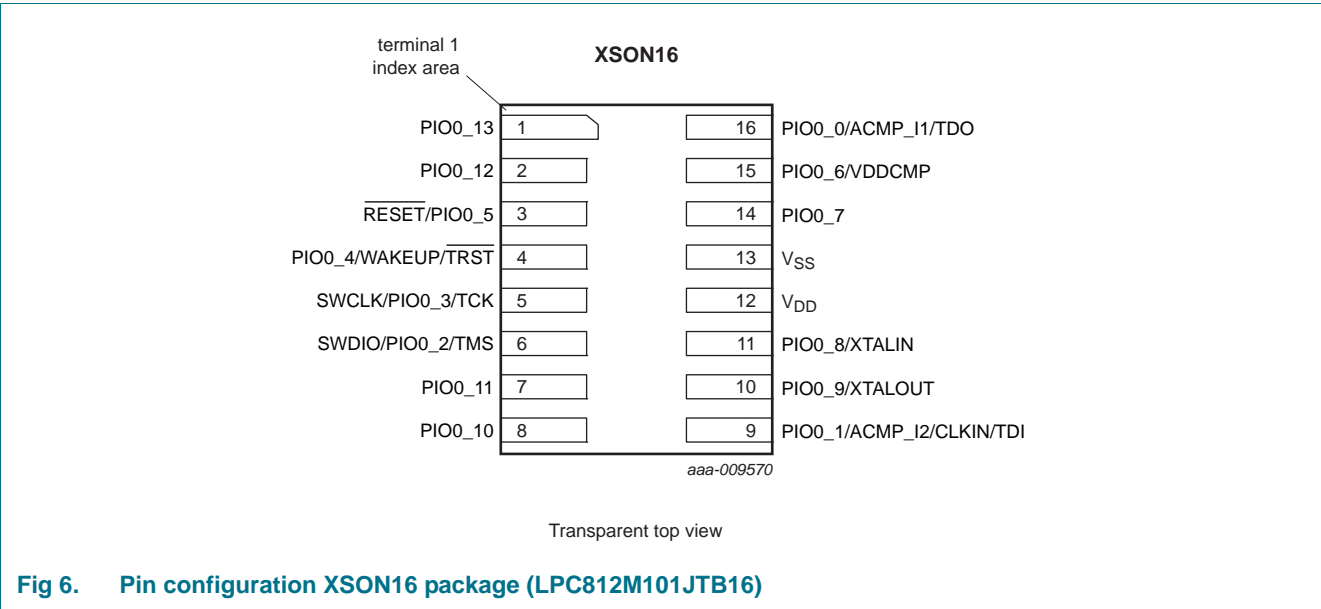 terminal 1
index area
XSON16
PIO0_13 1 16 PIO0_0/ACMP_I1/TDO
PIO0_12 2 15 PIO0_6/VDDCMP
RESET/PIO0_5 3 14 PIO0_7
PIO0_4/WAKEUP/TRST 4 13 VSS
SWCLK/PIO0_3/TCK 5 12 VDD
SWDIO/PIO0_2/TMS 6 11 PIO0_8/XTALIN
PIO0_11 7 10 PIO0_9/XTALOUT
PIO0_10 8 9 PIO0_1/ACMP_I2/CLKIN/TDI
aaa-009570
Transparent top view
Fig 6. Pin configuration XSON16 package (LPC812M101JTB16)